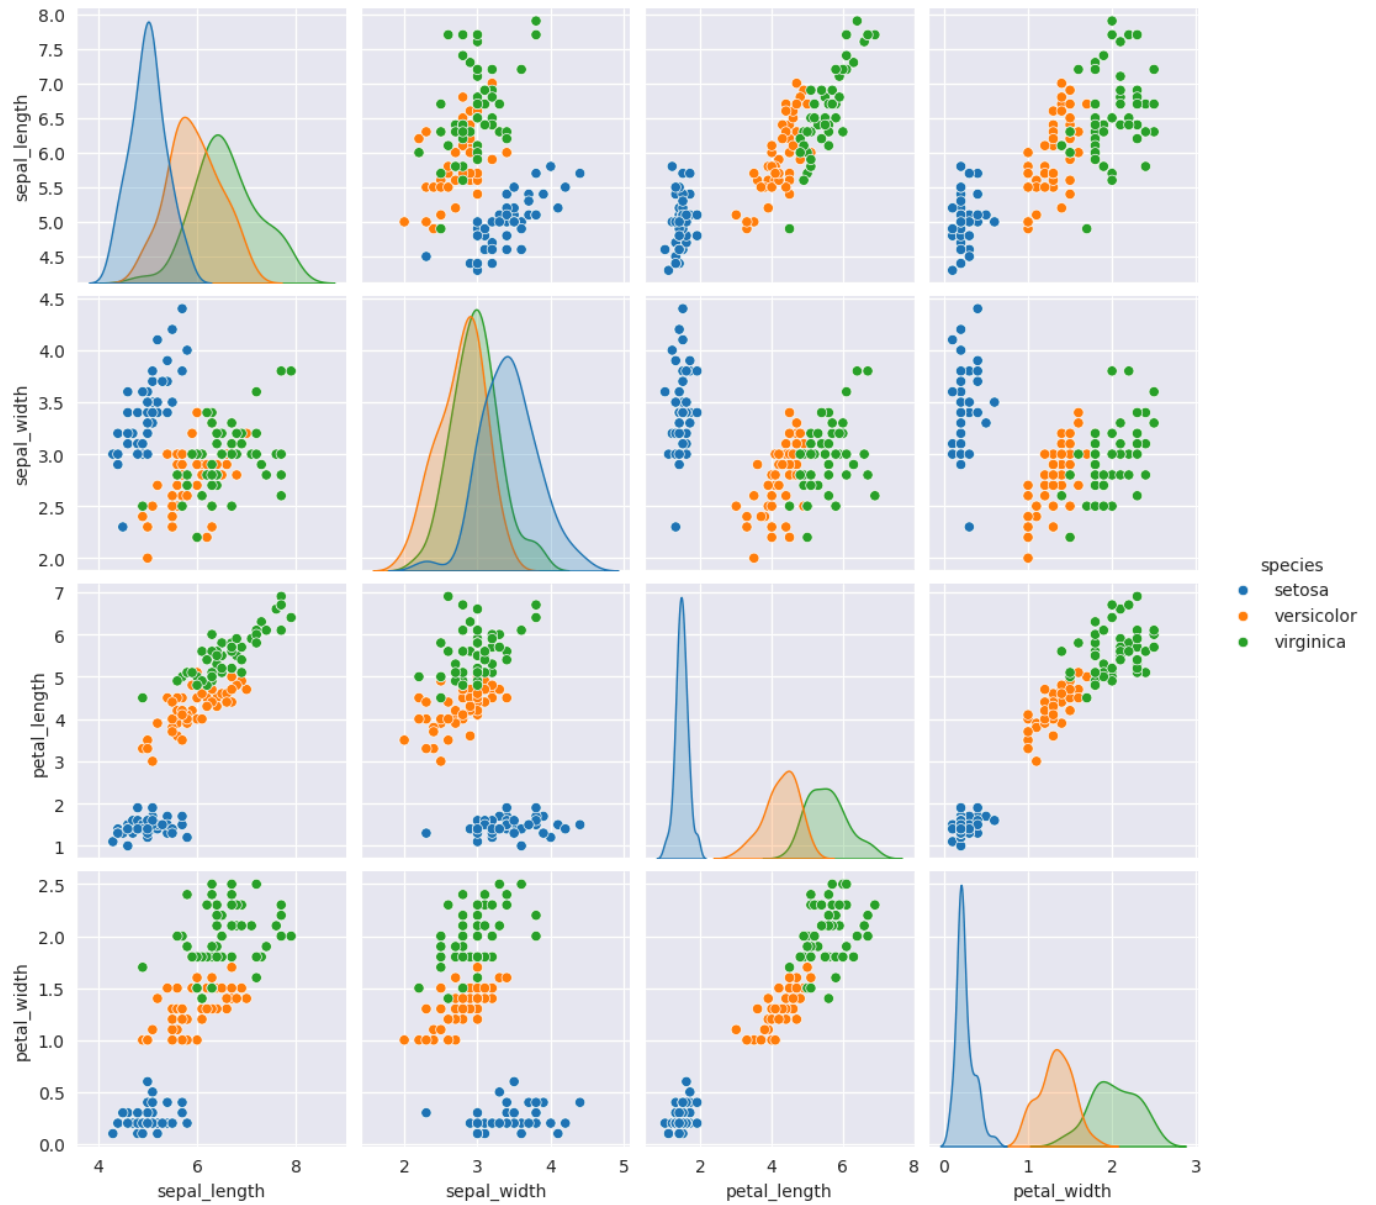 8.0
7.5
7.0
6.5
6.0
5.5
5.0
4.5
sepal_length
4.5
4.0
3.5
3.0
2.5
2.0
sepal_width
species
setosa
versicolor
virginica
7
6
5
4
3
2
1
petal_length
2.5
2.0
1.5
1.0
0.5
0.0
petal_width
4 6 8
2 3 4 5
2 4 6 8
0 1 2 3
sepal_length
sepal_width
petal_length
petal_width